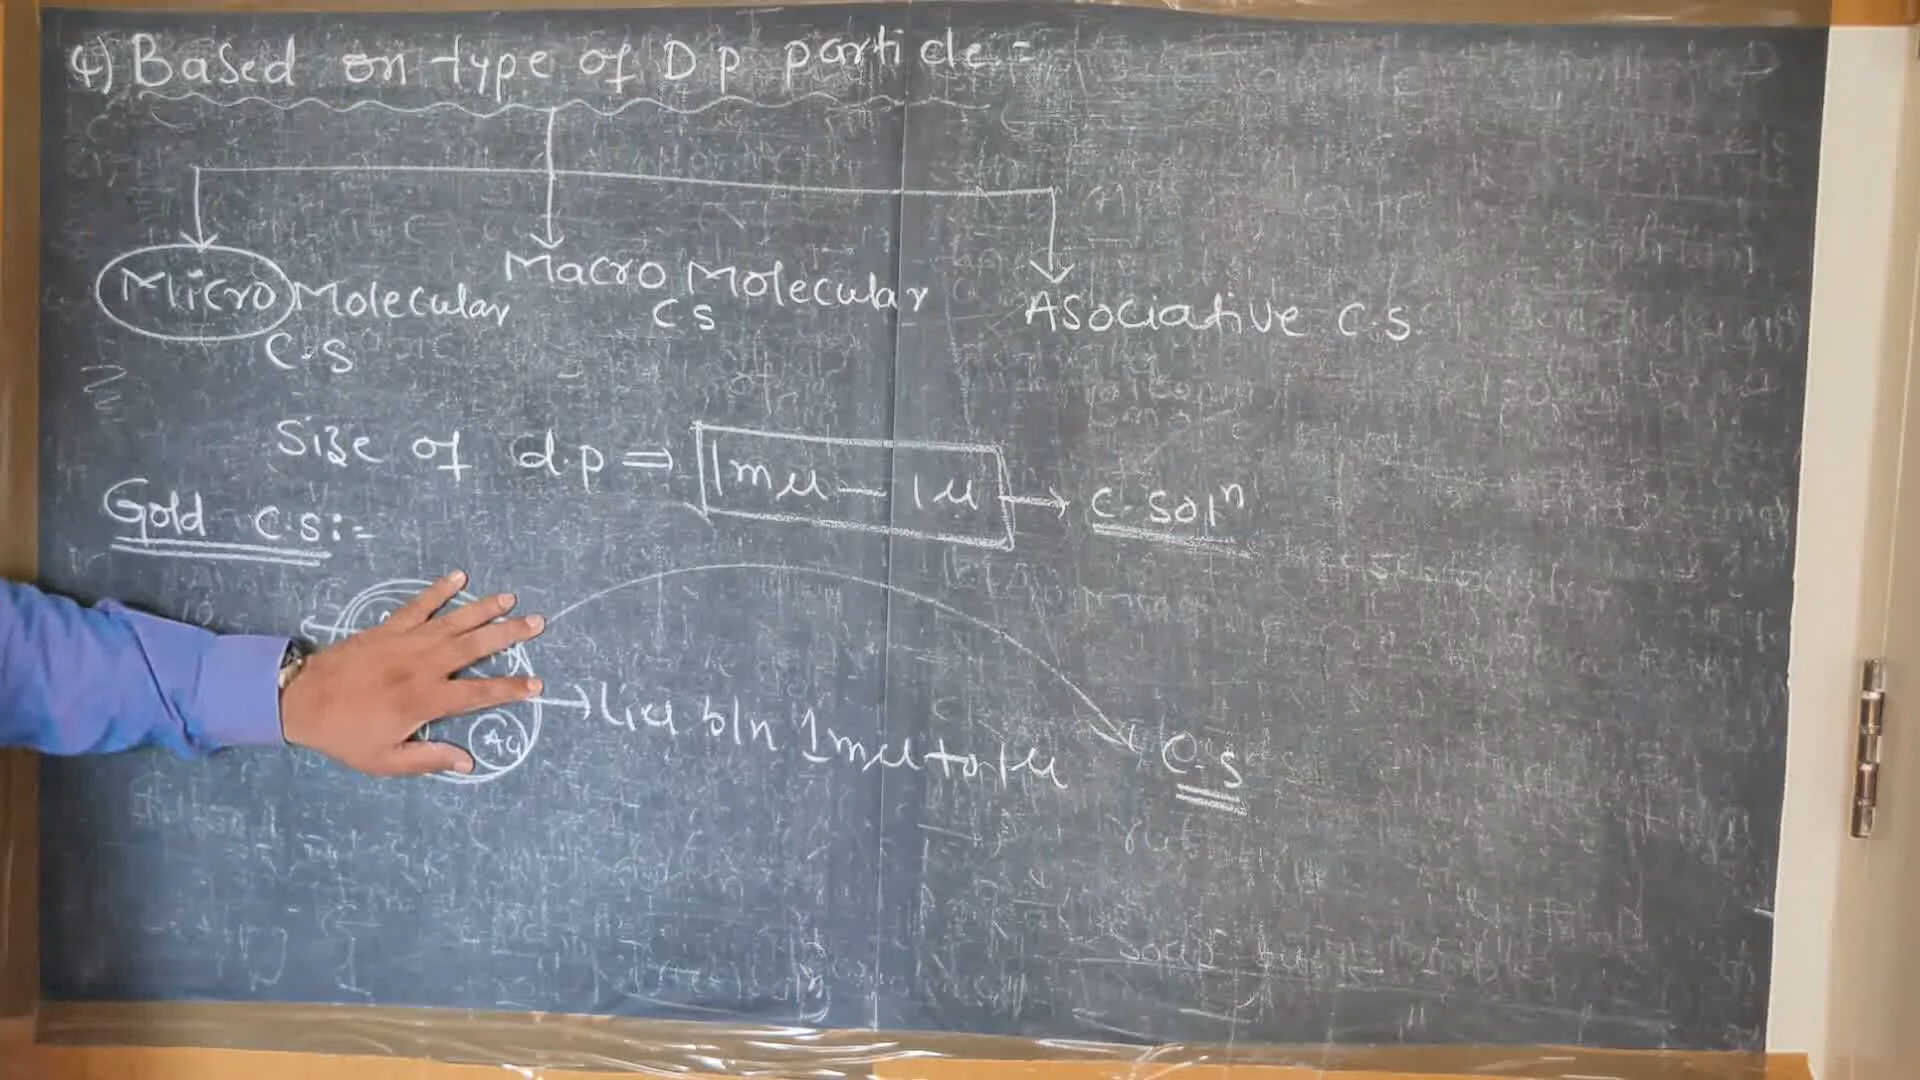 4) Based on type of D p particle :-
Micro Molecular
C.S
Macro Molecular
C S
Asociative C.S.
Size of d.p ⇒ 1mμ — 1μ → C. Solⁿ
Gold C.S :-
Au → Lies b/n 1mμ to 1μ
C.S